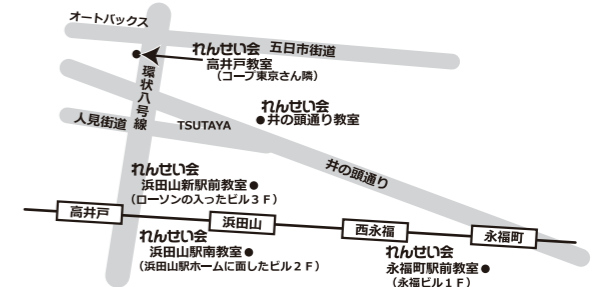 オートバックス
れんせい会 五日市街道
高井戸教室
（コープ東京さん隣）
環状八号線
人見街道
TSUTAYA
れんせい会
●井の頭通り教室
井の頭通り
れんせい会
浜田山新駅前教室●
（ローソンの入ったビル３Ｆ）
高井戸
浜田山
西永福
永福町
れんせい会
浜田山駅南教室●
（浜田山駅ホームに面したビル２Ｆ）
れんせい会
永福町駅前教室●
（永福ビル１Ｆ）